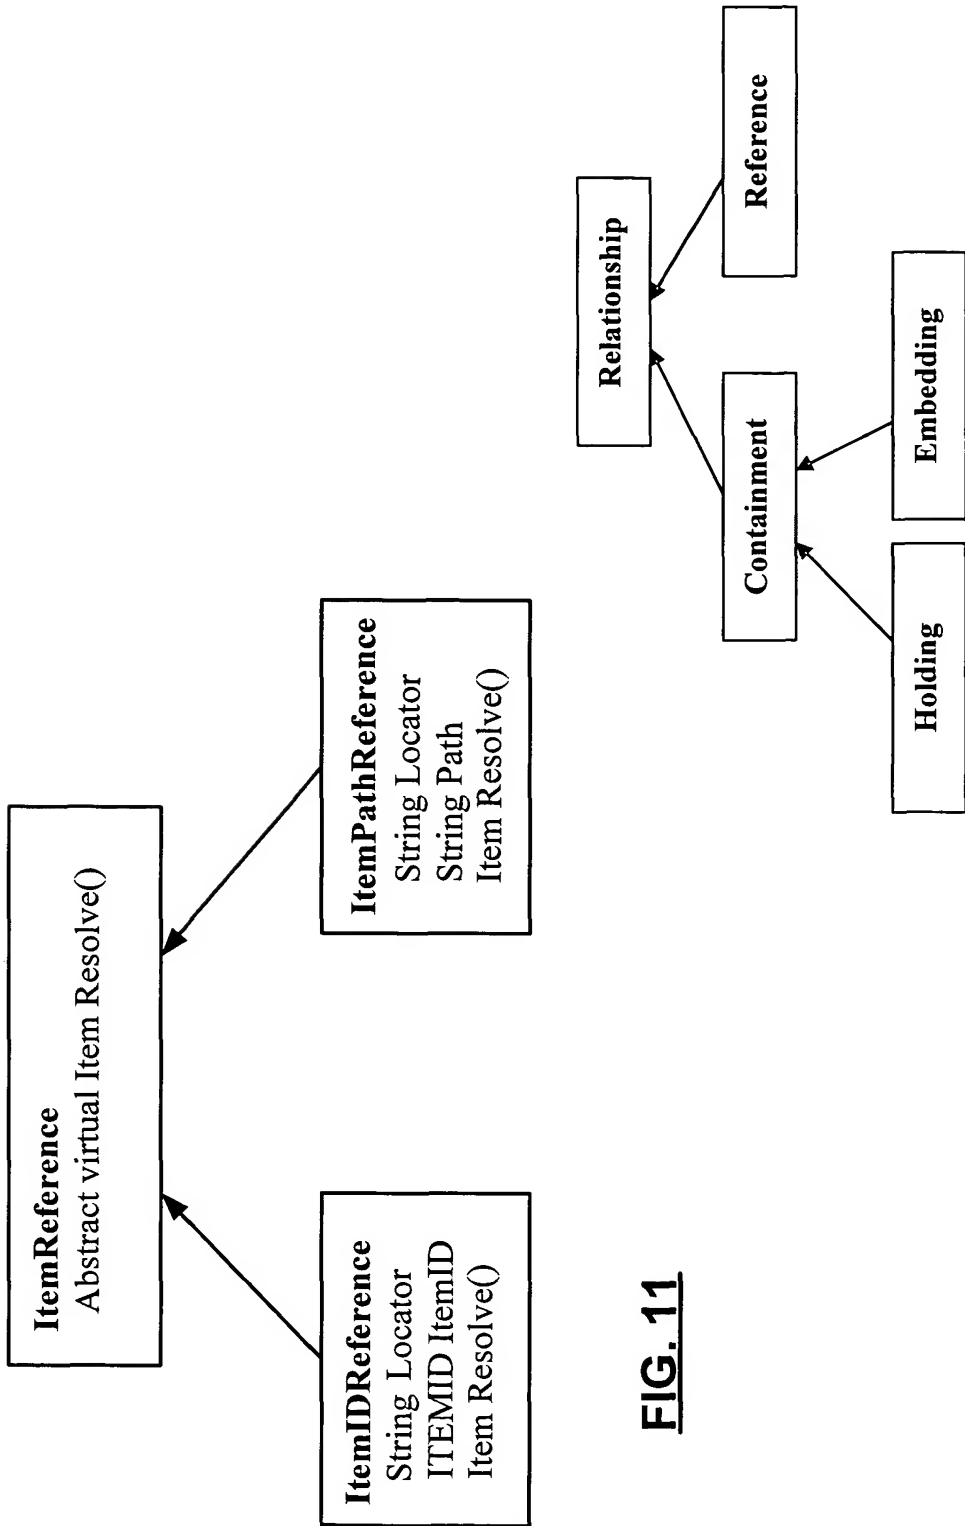 ItemReference
Abstract virtual Item Resolve()
ItemIDReference
String Locator
ITEMID ItemID
Item Resolve()
ItemPathReference
String Locator
String Path
Item Resolve()
Relationship
Containment
Reference
Holding
Embedding
FIG. 11